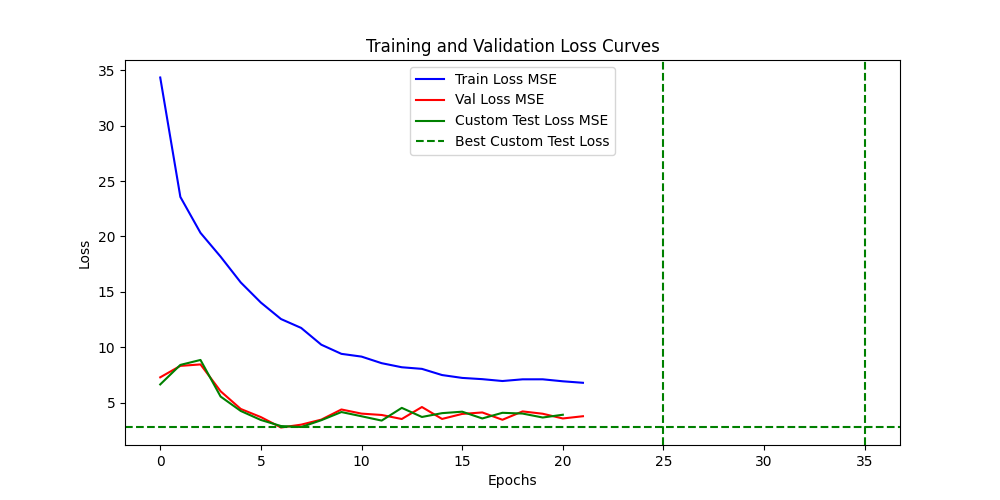 Training and Validation Loss Curves
Train Loss MSE
Val Loss MSE
Custom Test Loss MSE
Best Custom Test Loss
Loss
35
30
25
20
15
10
5
0 5 10 15 20 25 30 35
Epochs